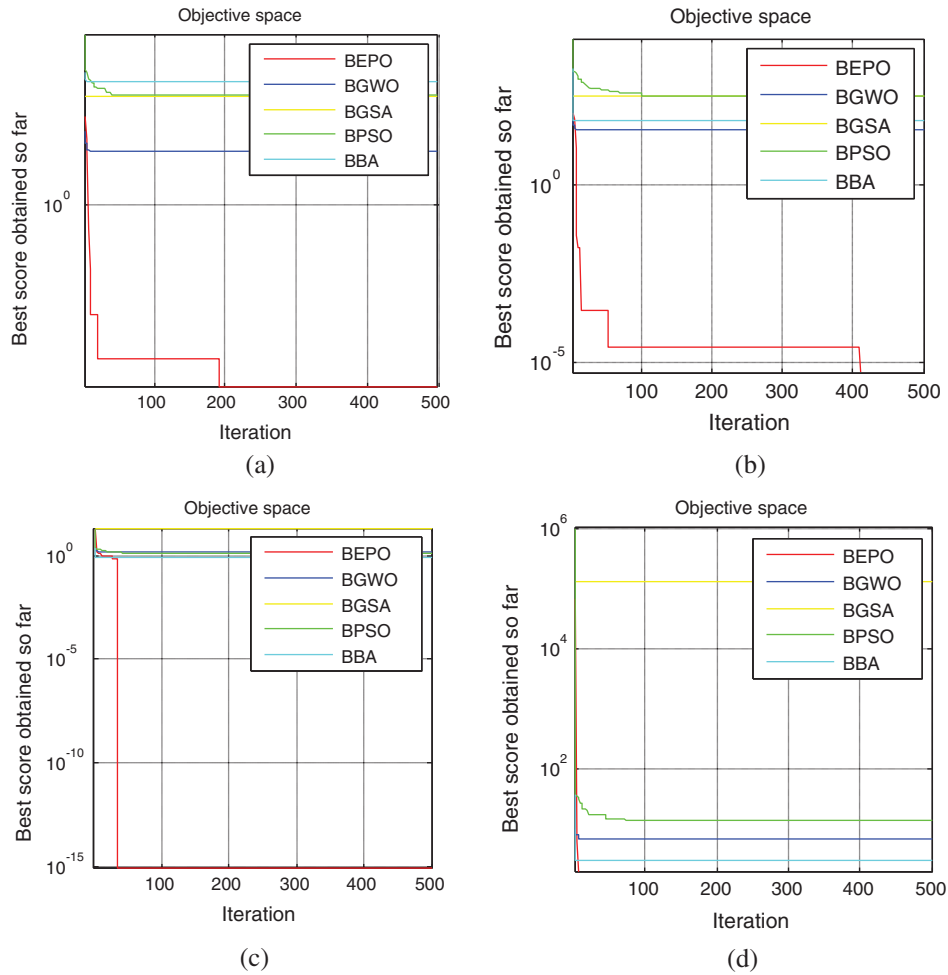 Objective space
BEPO
BGWO
BGSA
BPSO
BBA
Best score obtained so far
10^0
100 200 300 400 500
Iteration
(a)
Objective space
BEPO
BGWO
BGSA
BPSO
BBA
Best score obtained so far
10^0
10^-5
100 200 300 400 500
Iteration
(b)
Objective space
BEPO
BGWO
BGSA
BPSO
BBA
Best score obtained so far
10^0
10^-5
10^-10
10^-15
100 200 300 400 500
Iteration
(c)
Objective space
BEPO
BGWO
BGSA
BPSO
BBA
Best score obtained so far
10^6
10^4
10^2
100 200 300 400 500
Iteration
(d)